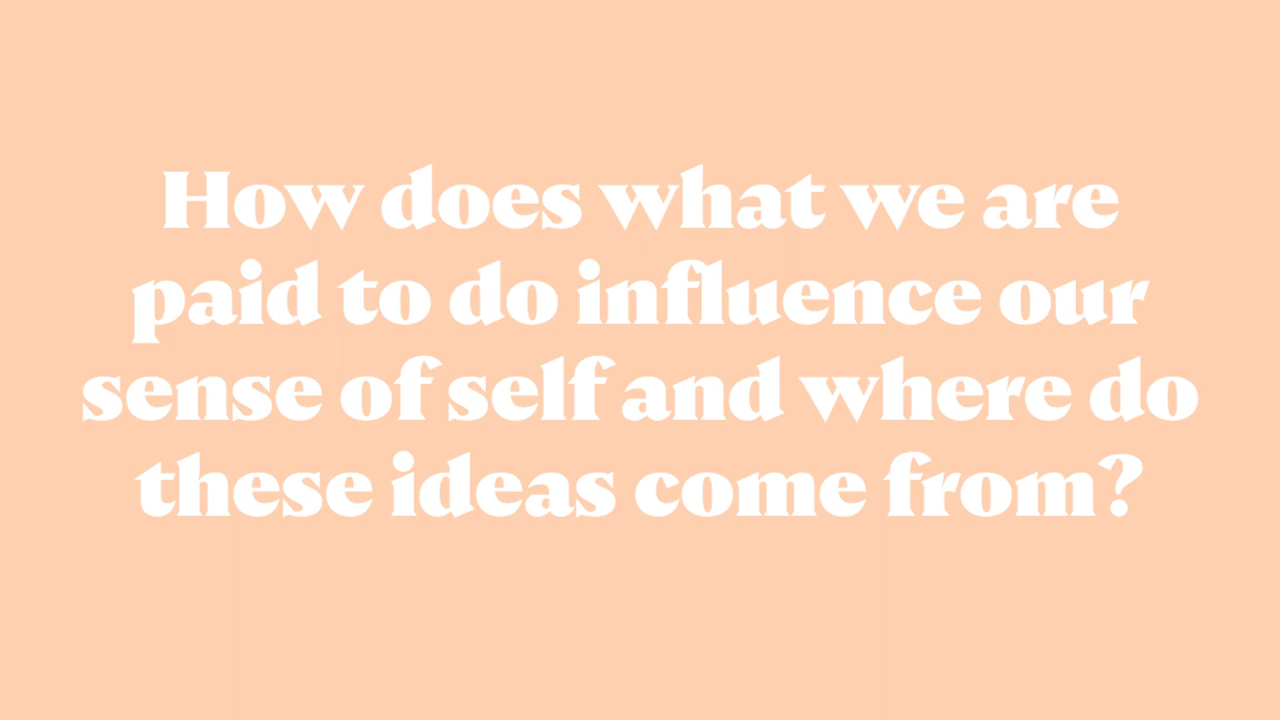 How does what we are
paid to do influence our
sense of self and where do
these ideas come from?